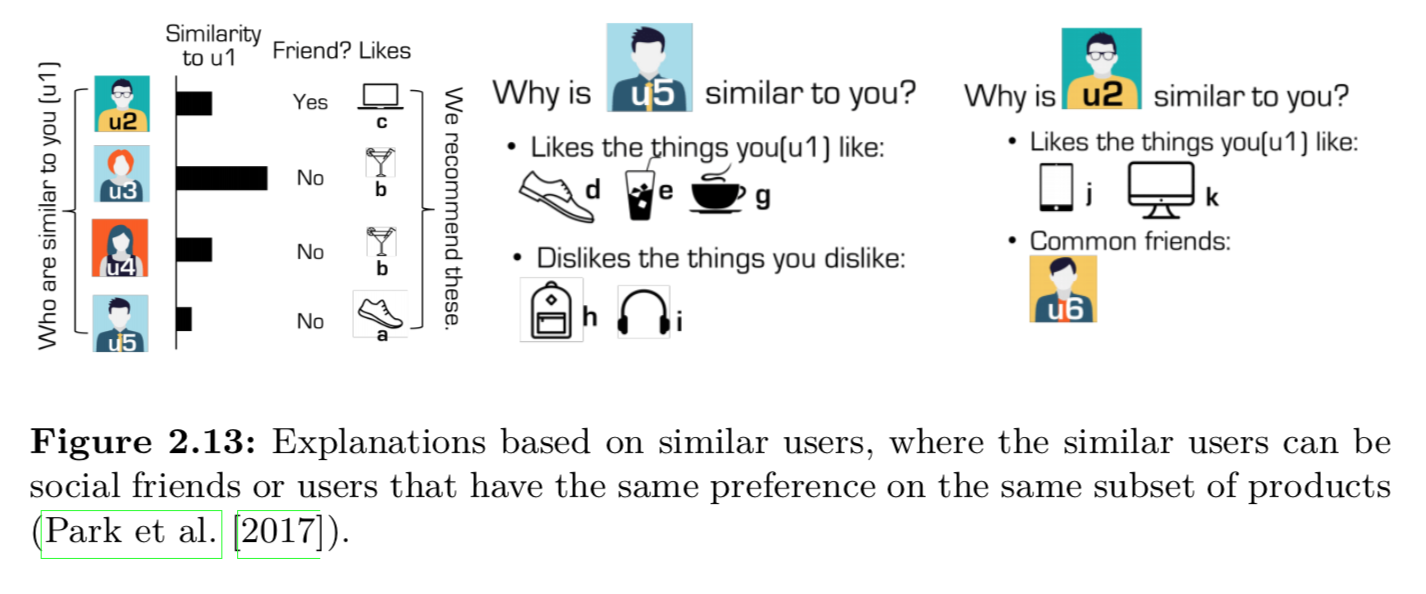 Who are similar to you (u1)
Similarity
to u1
Friend? Likes
u2
Yes
c
u3
No
b
u4
No
b
u5
No
a
We recommend these.
Why is u5 similar to you?
• Likes the things you(u1) like:
d e g
• Dislikes the things you dislike:
h i
Why is u2 similar to you?
• Likes the things you(u1) like:
j k
• Common friends:
u6
Figure 2.13: Explanations based on similar users, where the similar users can be
social friends or users that have the same preference on the same subset of products
(Park et al. [2017]).